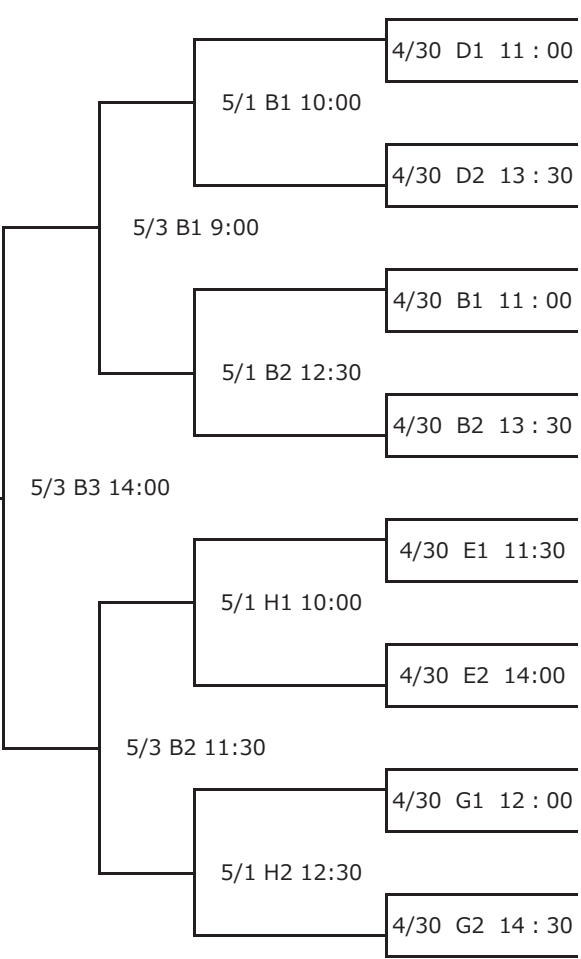 4/30 D1 11：00
5/1 B1 10:00
4/30 D2 13：30
5/3 B1 9:00
4/30 B1 11：00
5/1 B2 12:30
4/30 B2 13：30
5/3 B3 14:00
4/30 E1 11:30
5/1 H1 10:00
4/30 E2 14:00
5/3 B2 11:30
4/30 G1 12：00
5/1 H2 12:30
4/30 G2 14：30